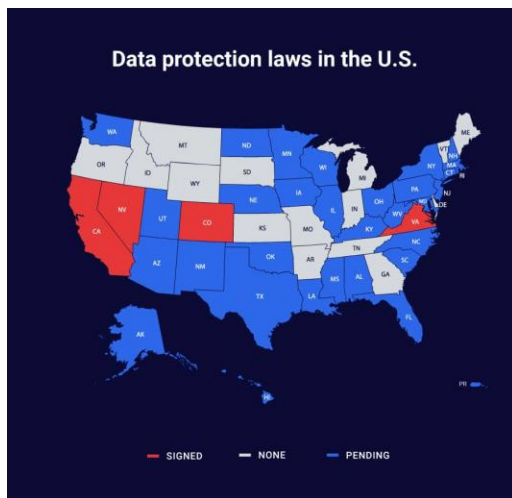 Data protection laws in the U.S.
WA
MT
ND
MN
ME
VT
NH
OR
ID
SD
WI
MI
NY
MA
CT
RI
WY
NE
IA
PA
NJ
NV
UT
CO
IL
IN
OH
MD
DE
CA
KS
MO
KY
WV
VA
AZ
NM
OK
AR
TN
NC
SC
TX
LA
MS
AL
GA
AK
FL
HI
PR
SIGNED
NONE
PENDING